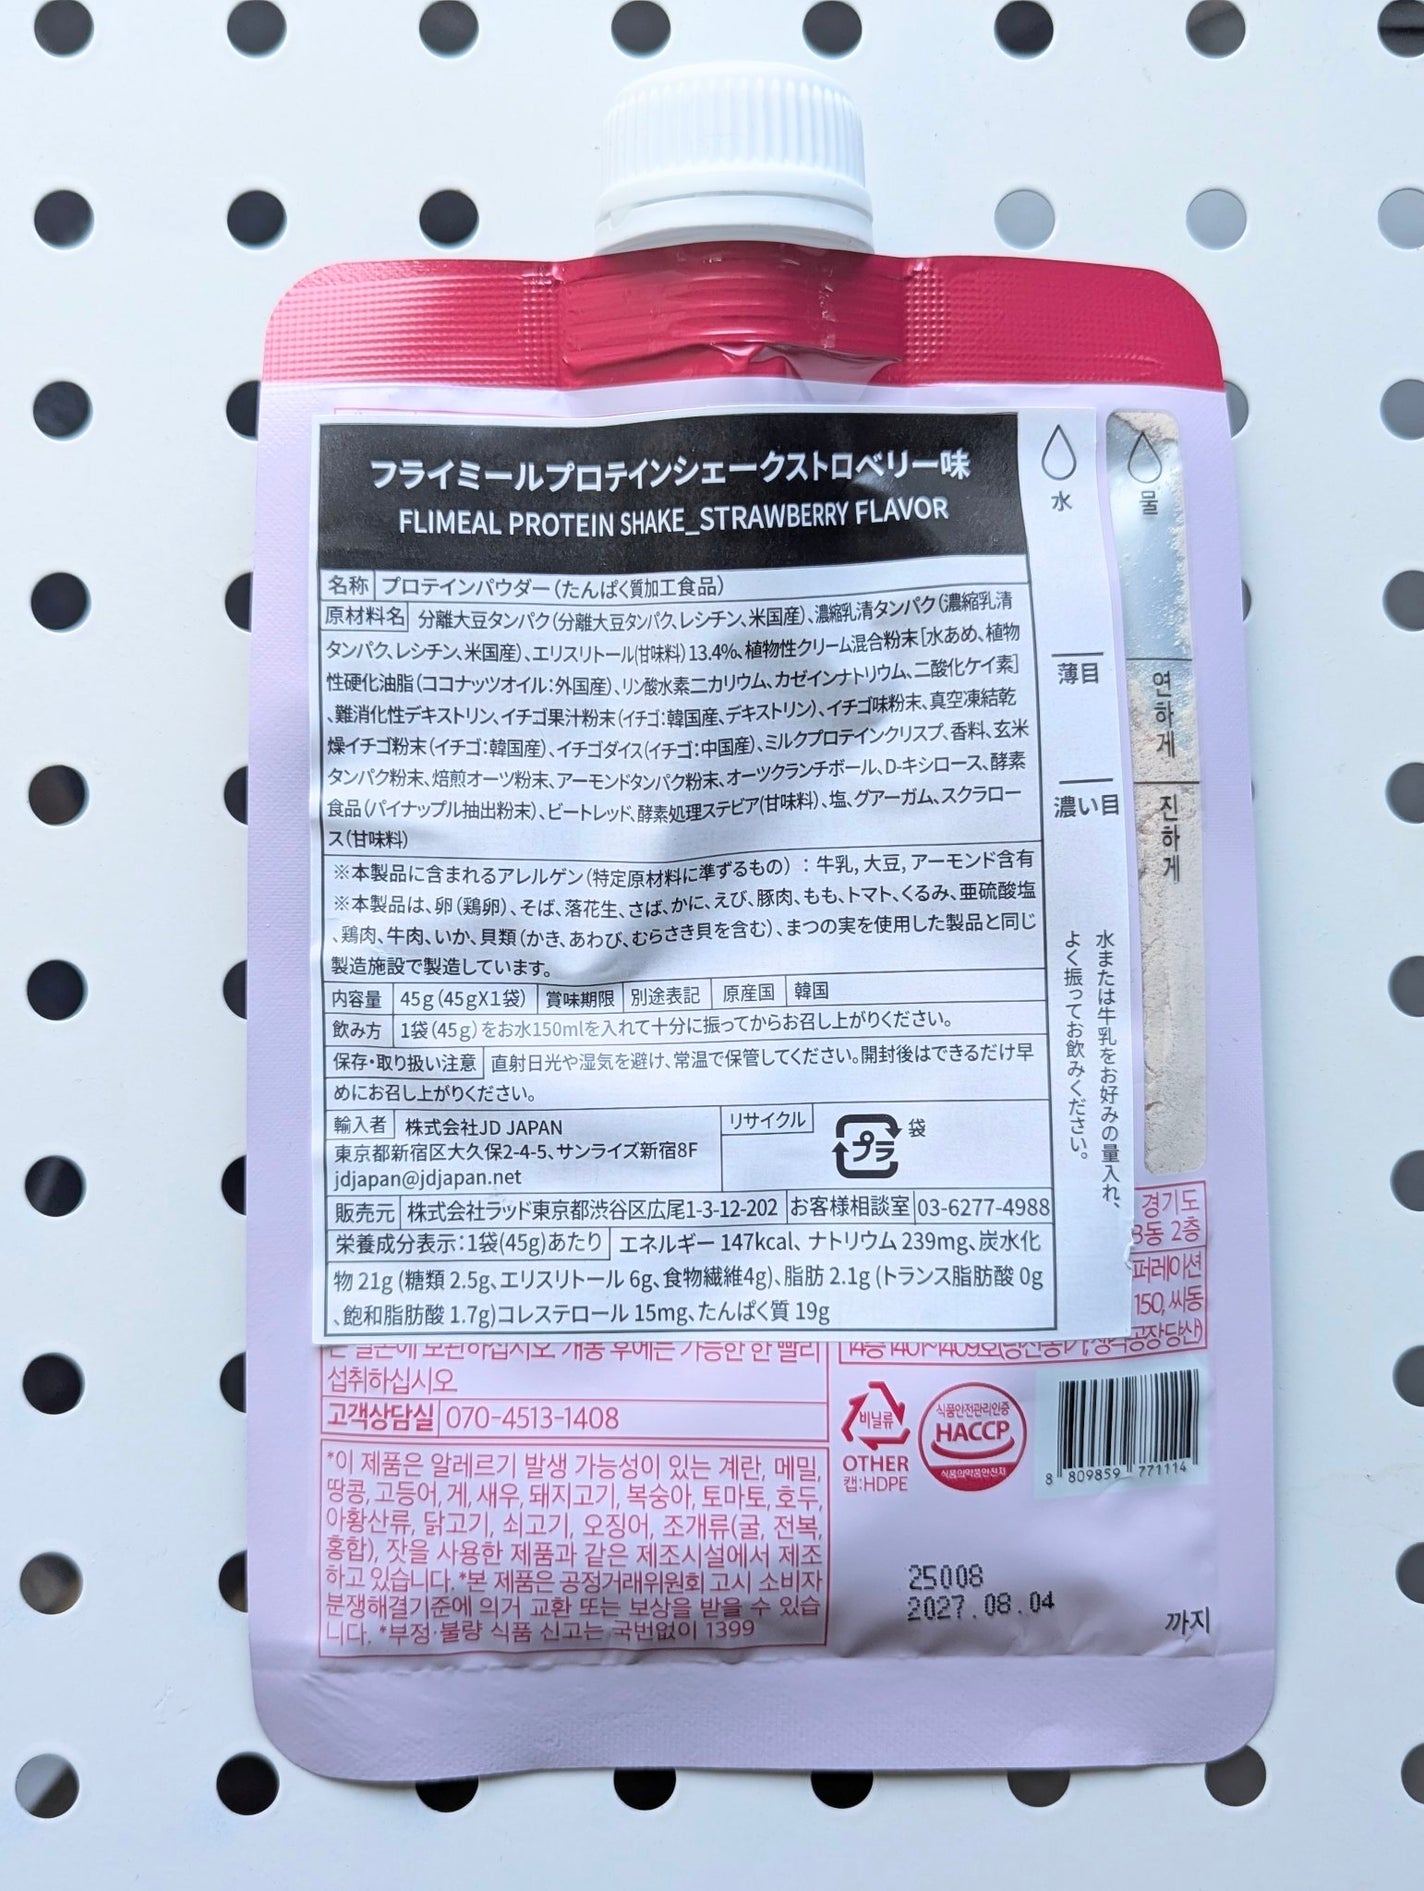 フライミールプロテインシェークストロベリー味
FLIMEAL PROTEIN SHAKE_STRAWBERRY FLAVOR
名称 プロテインパウダー(たんぱく質加工食品)
原材料名 分離大豆タンパク(分離大豆タンパク、レシチン、米国産)、濃縮乳清タンパク(濃縮乳清
タンパク、レシチン、米国産)、エリスリトール(甘味料)13.4%、植物性クリーム混合粉末[水あめ、植物
性硬化油脂(ココナッツオイル:外国産)、リン酸水素二カリウム、カゼインナトリウム、二酸化ケイ素]
、難消化性デキストリン、イチゴ果汁粉末(イチゴ:韓国産、デキストリン)、イチゴ味粉末、真空凍結乾
燥イチゴ粉末(イチゴ:韓国産)、イチゴダイス(イチゴ:中国産)、ミルクプロテインクリスプ、香料、玄米
タンパク粉末、焙煎オーツ粉末、アーモンドタンパク粉末、オーツクランチボール、D-キシロース、酵素
食品(パイナップル抽出粉末)、ビートレッド、酵素処理ステビア(甘味料)、塩、グアーガム、スクラロー
ス(甘味料)
※本製品に含まれるアレルゲン(特定原材料に準ずるもの) : 牛乳, 大豆, アーモンド含有
※本製品は、卵(鶏卵)、そば、落花生、さば、かに、えび、豚肉、もも、トマト、くるみ、亜硫酸塩
、鶏肉、牛肉、いか、貝類(かき、あわび、むらさき貝を含む)、まつの実を使用した製品と同じ
製造施設で製造しています。
内容量 45g(45gX1袋) 賞味期限 別途表記 原産国 韓国
飲み方 1袋(45g)をお水150mlを入れて十分に振ってからお召し上がりください。
保存・取り扱い注意 直射日光や湿気を避け、常温で保管してください。開封後はできるだけ早
めにお召し上がりください。
輸入者 株式会社JD JAPAN
東京都新宿区大久保2-4-5、サンライズ新宿8F
jdjapan@jdjapan.net
リサイクル
プラ
袋
販売元 株式会社ラッド東京都渋谷区広尾1-3-12-202 お客様相談室 03-6277-4988
栄養成分表示:1袋(45g)あたり エネルギー 147kcal、ナトリウム 239mg、炭水化
物 21g (糖類 2.5g、エリスリトール 6g、食物繊維4g)、脂肪 2.1g (トランス脂肪酸 0g
、飽和脂肪酸 1.7g)コレステロール 15mg、たんぱく質 19g
水
薄目
濃い目
水または牛乳をお好みの量入れ、
よく振ってお飲みください。
물
연하게
진하게
경기도
B동 2층
퍼레이션
150, 씨동
개봉 후에는 가능한 한 빨리
섭취하십시오
고객상담실 070-4513-1408
*이 제품은 알레르기 발생 가능성이 있는 계란, 메밀,
땅콩, 고등어, 게, 새우, 돼지고기, 복숭아, 토마토, 호두,
아황산류, 닭고기, 쇠고기, 오징어, 조개류(굴, 전복,
홍합), 잣을 사용한 제품과 같은 제조시설에서 제조
하고 있습니다. *본 제품은 공정거래위원회 고시 소비자
분쟁해결기준에 의거 교환 또는 보상을 받을 수 있습
니다. *부정·불량 식품 신고는 국번없이 1399
비닐류
OTHER
캡:HDPE
식품안전관리인증
HACCP
식품의약품안전처
8 809859 771114
25008
2027.08.04
까지